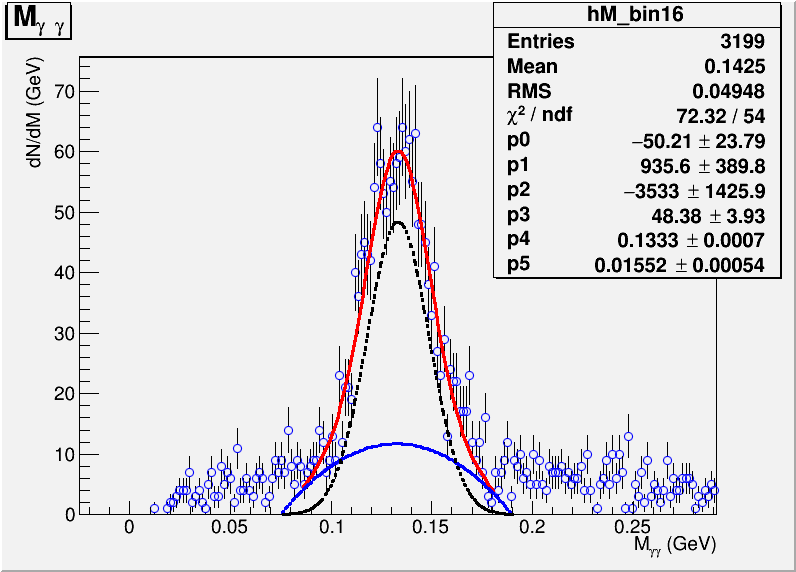 Mγ γ
hM_bin16
Entries 3199
Mean 0.1425
RMS 0.04948
χ² / ndf 72.32 / 54
p0 −50.21 ± 23.79
p1 935.6 ± 389.8
p2 −3533 ± 1425.9
p3 48.38 ± 3.93
p4 0.1333 ± 0.0007
p5 0.01552 ± 0.00054
dN/dM (GeV)
70
60
50
40
30
20
10
0
0 0.05 0.1 0.15 0.2 0.25
Mγγ (GeV)